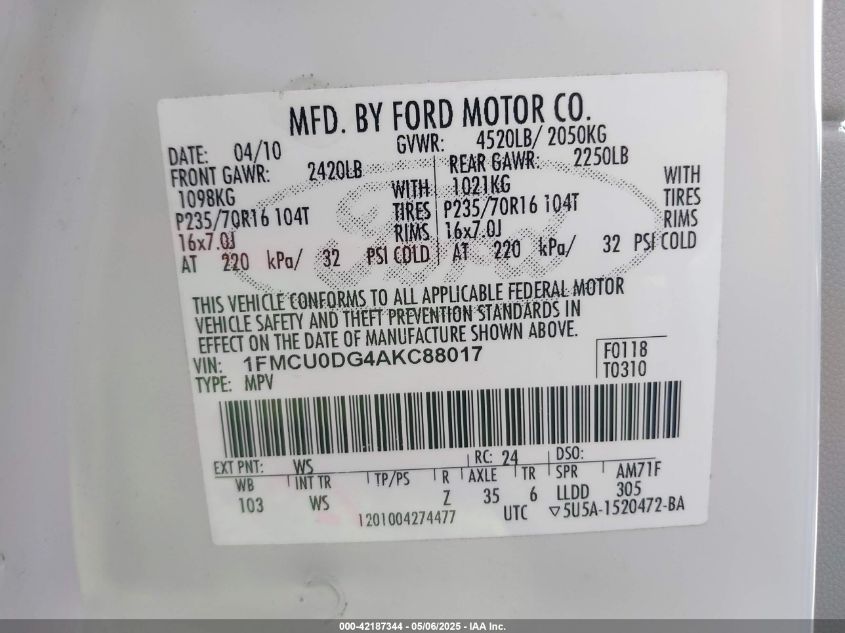 MFD. BY FORD MOTOR CO.
DATE: 04/10 GVWR: 4520LB/ 2050KG
FRONT GAWR: 2420LB REAR GAWR: 2250LB
1098KG WITH 1021KG WITH
P235/70R16 104T TIRES P235/70R16 104T TIRES
16x7.0J RIMS 16x7.0J RIMS
AT 220 kPa/ 32 PSI COLD AT 220 kPa/ 32 PSI COLD
THIS VEHICLE CONFORMS TO ALL APPLICABLE FEDERAL MOTOR
VEHICLE SAFETY AND THEFT PREVENTION STANDARDS IN
EFFECT ON THE DATE OF MANUFACTURE SHOWN ABOVE.
VIN: 1FMCU0DG4AKC88017 F0118
TYPE: MPV T0310
EXT PNT: WS RC: 24 DSO:
WB INT TR TP/PS R AXLE TR SPR AM71F
103 WS Z 35 6 LLDD 305
1201004274477 UTC ▽5U5A-1520472-BA
000-42187344 - 05/06/2025 - IAA Inc.